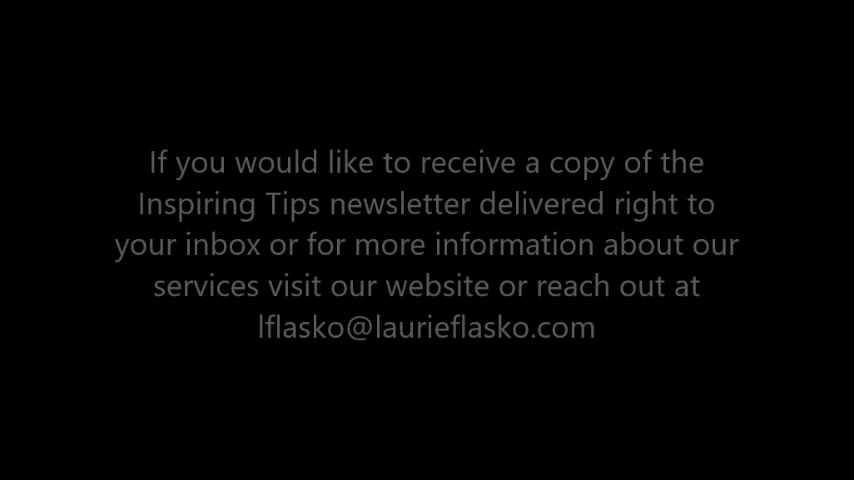 If you would like to receive a copy of the
Inspiring Tips newsletter delivered right to
your inbox or for more information about our
services visit our website or reach out at
lflasko@laurieflasko.com